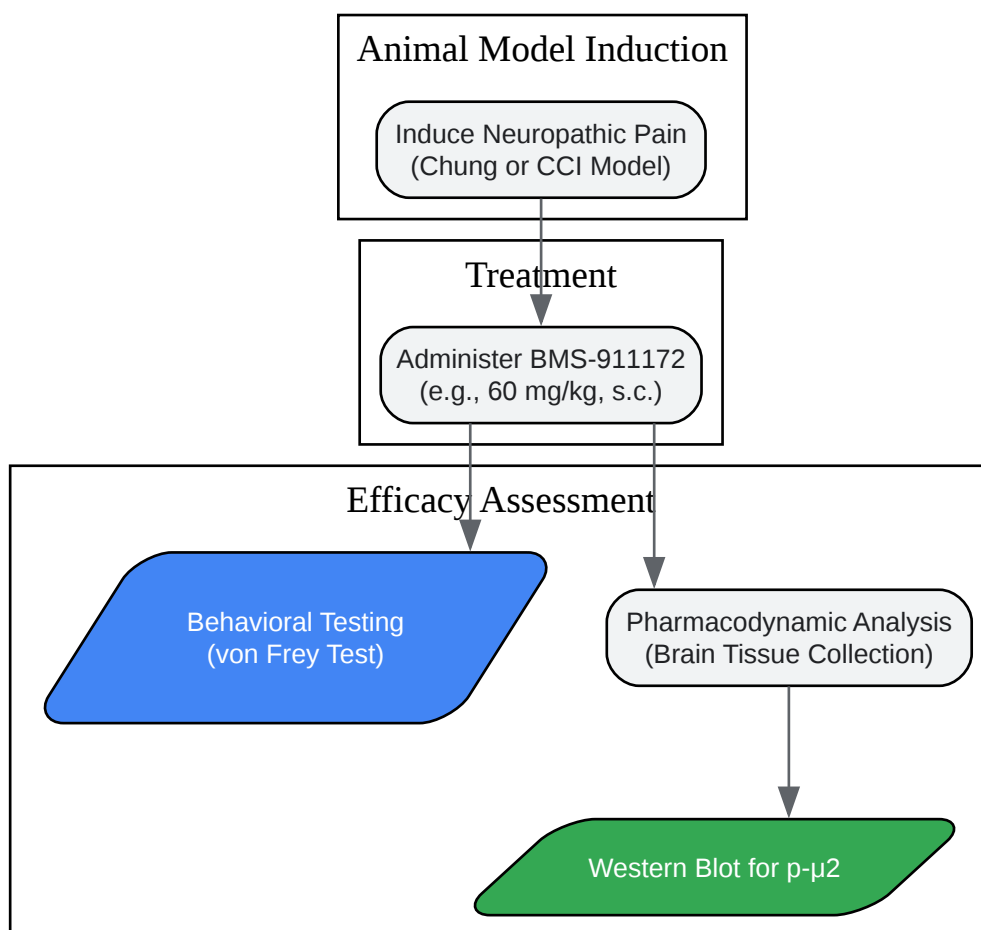 Animal Model Induction
Induce Neuropathic Pain
(Chung or CCI Model)
Treatment
Administer BMS-911172
(e.g., 60 mg/kg, s.c.)
Efficacy Assessment
Behavioral Testing
(von Frey Test)
Pharmacodynamic Analysis
(Brain Tissue Collection)
Western Blot for p-μ2